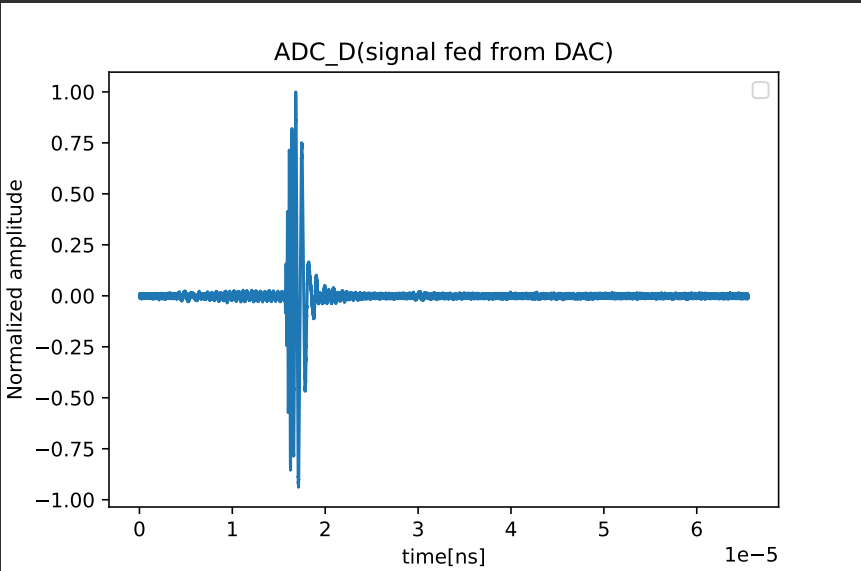 ADC_D(signal fed from DAC)
Normalized amplitude
1.00
0.75
0.50
0.25
0.00
−0.25
−0.50
−0.75
−1.00
0 1 2 3 4 5 6
1e−5
time[ns]